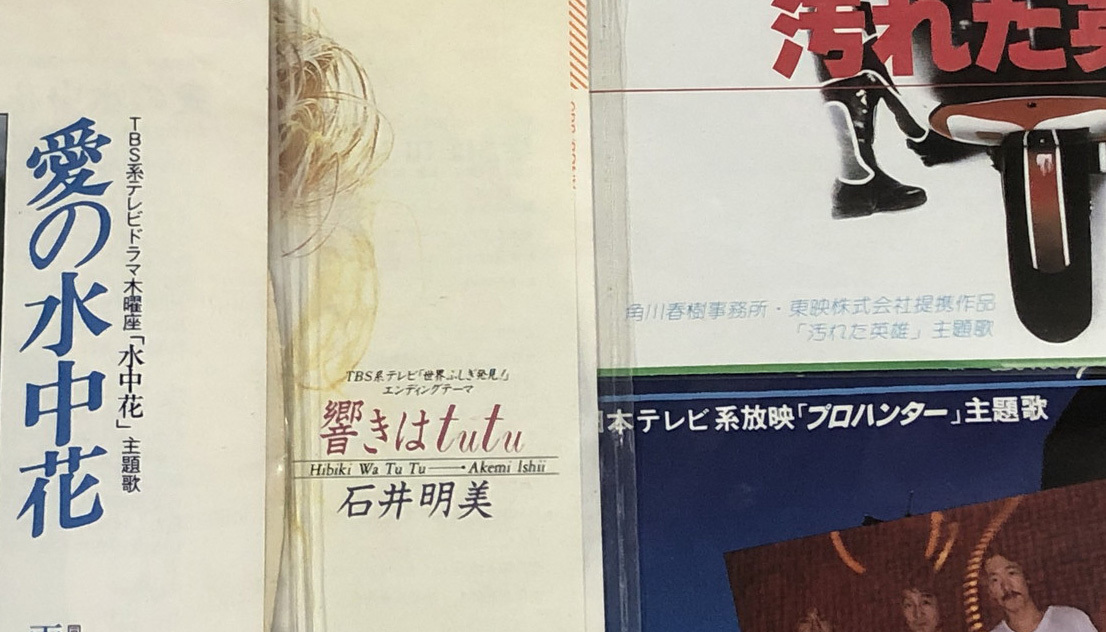 愛の水中花
TBS系テレビドラマ木曜座「水中花」主題歌
TBS系テレビ「世界ふしぎ発見!」
エンディングテーマ
響きはtutu
Hibiki Wa Tu Tu──・Akemi Ishii
石井明美
汚れた英
角川春樹事務所・東映株式会社提携作品
「汚れた英雄」主題歌
本テレビ系放映「プロハンター」主題歌